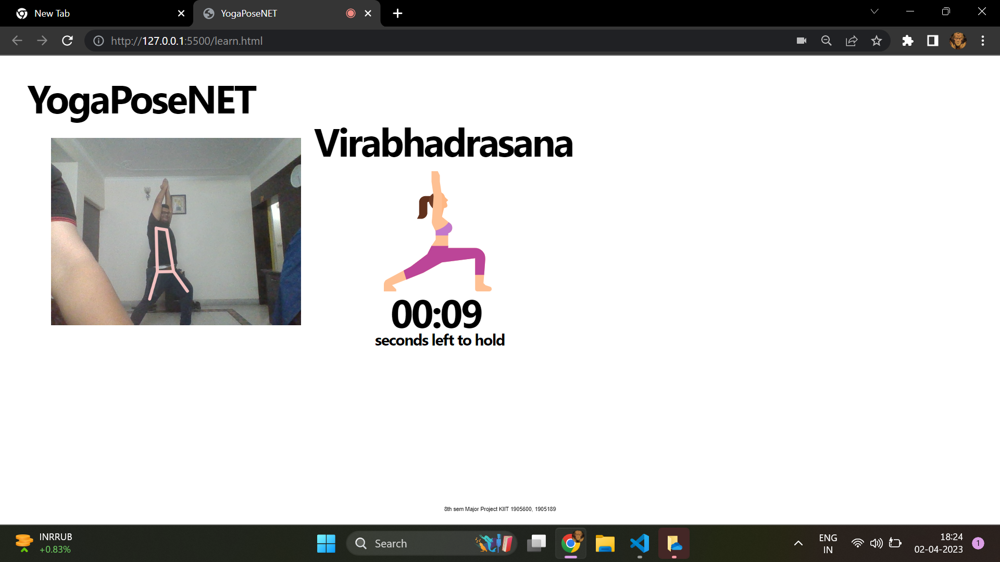 New Tab
YogaPoseNET
http://127.0.0.1:5500/learn.html
YogaPoseNET
Virabhadrasana
00:09
seconds left to hold
8th sem Major Project KIIT 1905600, 1905189
INRRUB
+0.83%
Search
ENG
IN
18:24
02-04-2023
1